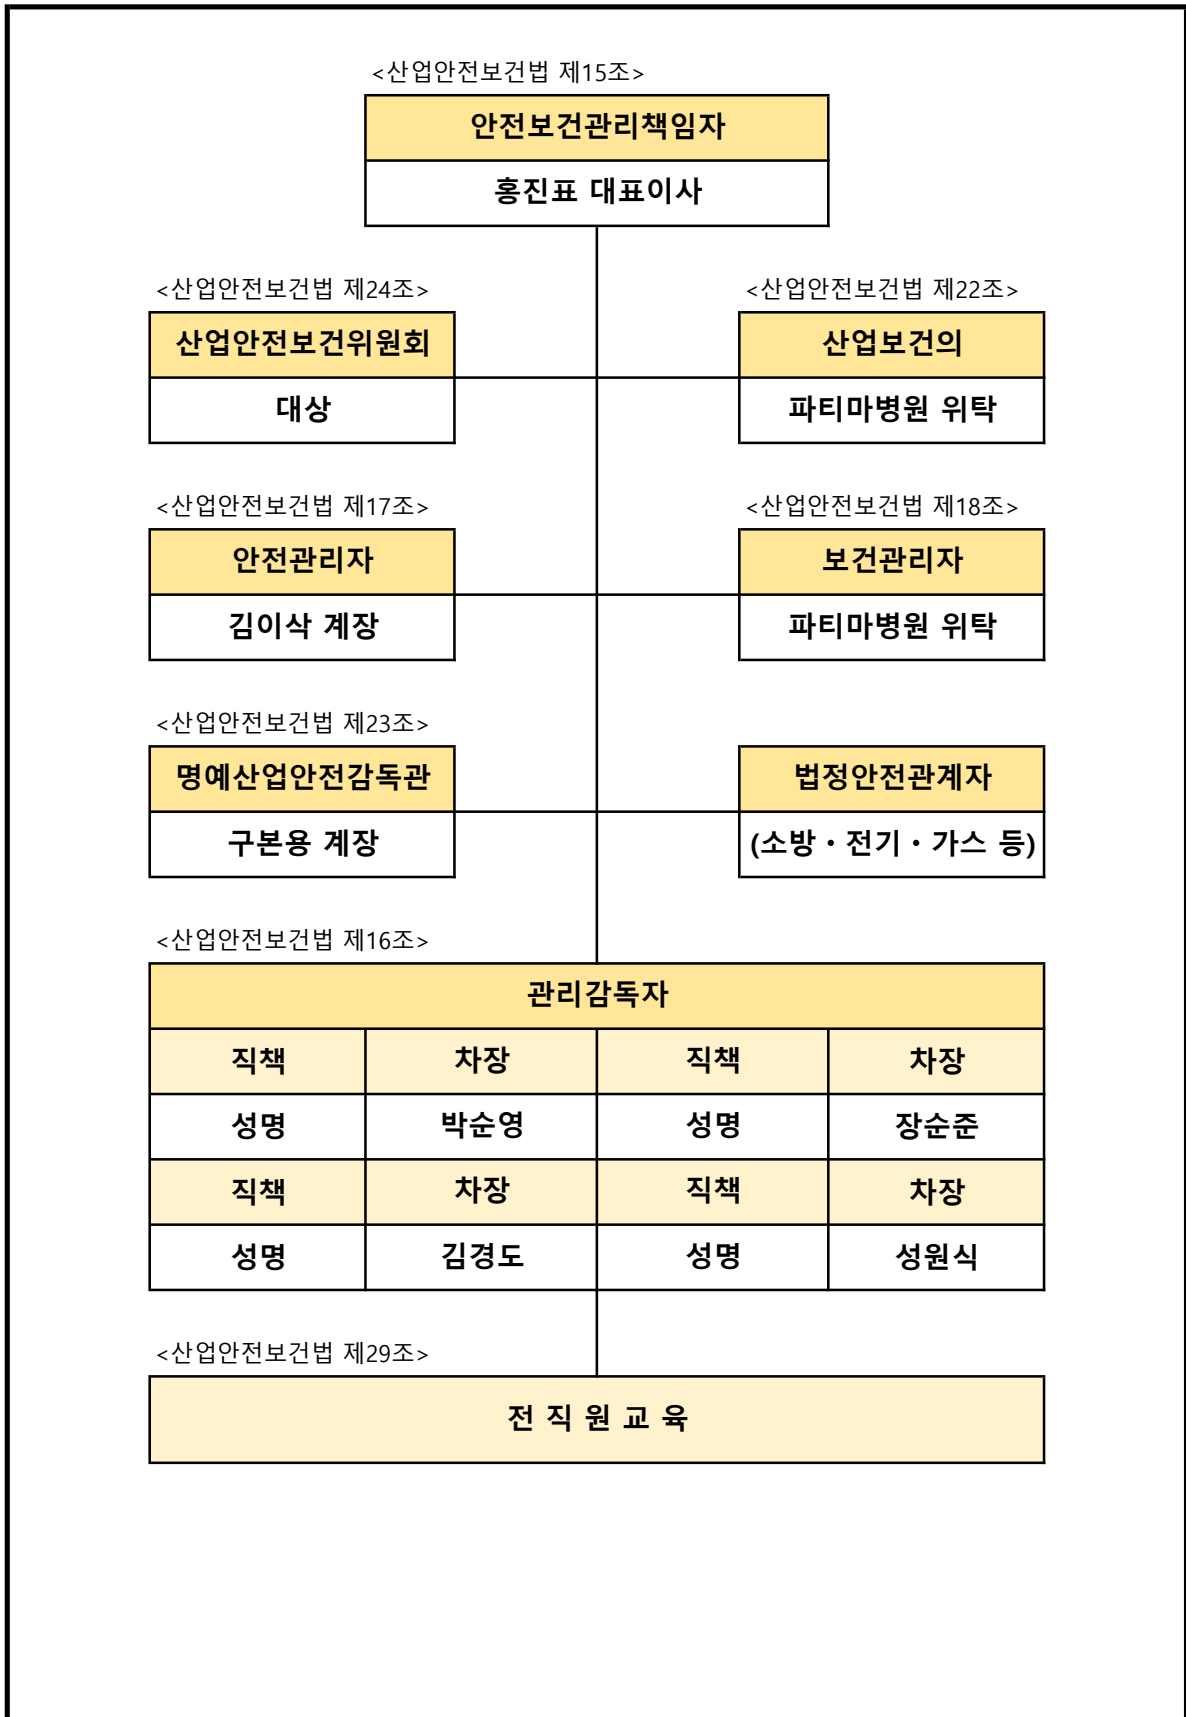 <산업안전보건법 제15조>
안전보건관리책임자
홍진표 대표이사
<산업안전보건법 제24조> <산업안전보건법 제22조>
산업안전보건위원회 산업보건의
대상 파티마병원 위탁
<산업안전보건법 제17조> <산업안전보건법 제18조>
안전관리자 보건관리자
김이삭 계장 파티마병원 위탁
<산업안전보건법 제23조>
명예산업안전감독관 법정안전관계자
구본용 계장 (소방・전기・가스 등)
<산업안전보건법 제16조>
관리감독자
직책 차장 직책 차장
성명 박순영 성명 장순준
직책 차장 직책 차장
성명 김경도 성명 성원식
<산업안전보건법 제29조>
전 직 원 교 육